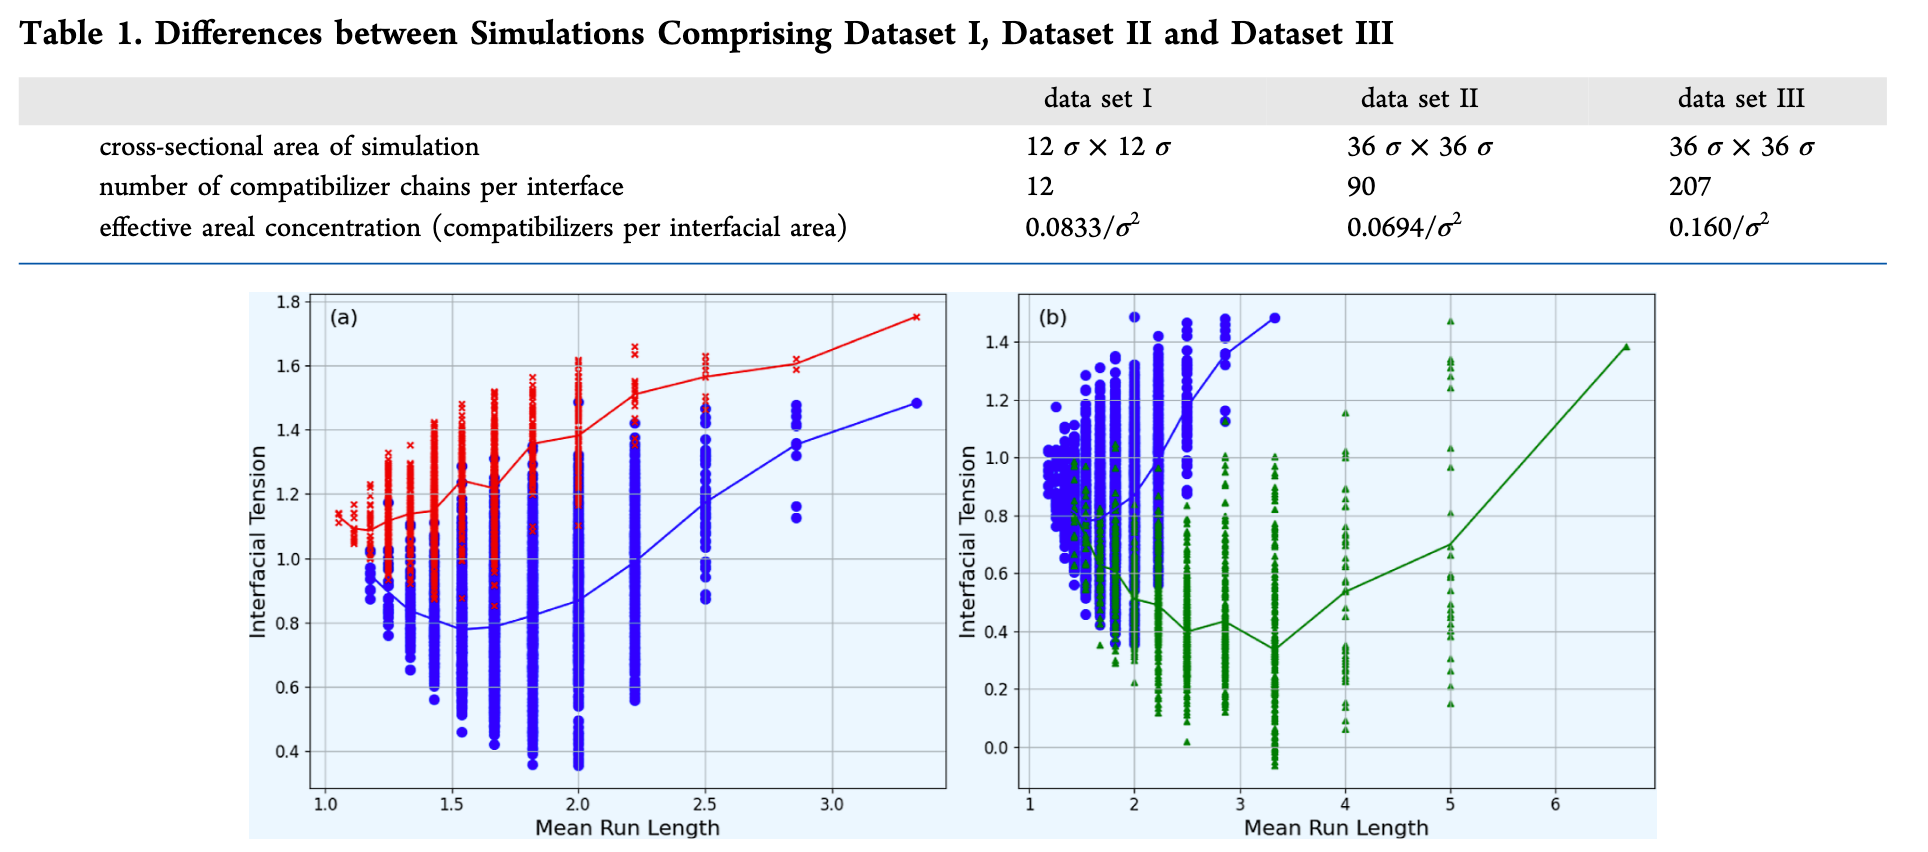 Table 1. Differences between Simulations Comprising Dataset I, Dataset II and Dataset III
data set I data set II data set III
cross-sectional area of simulation 12 σ × 12 σ 36 σ × 36 σ 36 σ × 36 σ
number of compatibilizer chains per interface 12 90 207
effective areal concentration (compatibilizers per interfacial area) 0.0833/σ² 0.0694/σ² 0.160/σ²
(a)
Interfacial Tension
1.8
1.6
1.4
1.2
1.0
0.8
0.6
0.4
1.0 1.5 2.0 2.5 3.0
Mean Run Length
(b)
Interfacial Tension
1.4
1.2
1.0
0.8
0.6
0.4
0.2
0.0
1 2 3 4 5 6
Mean Run Length